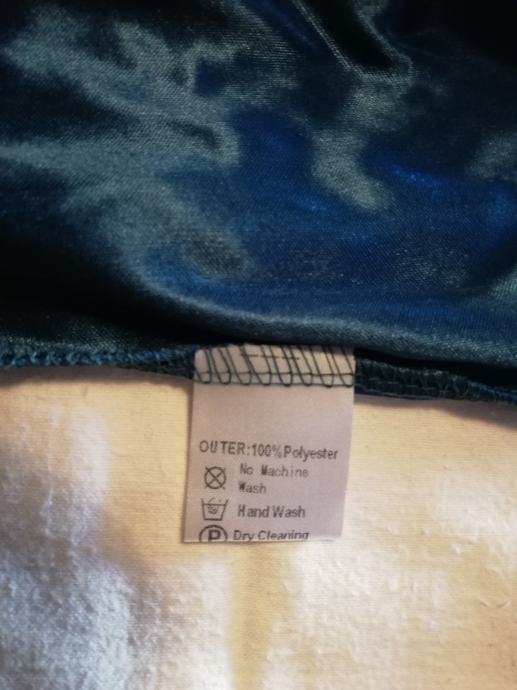 OUTER:100%Polyester
No Machine
Wash
Hand Wash
P Dry Cleaning